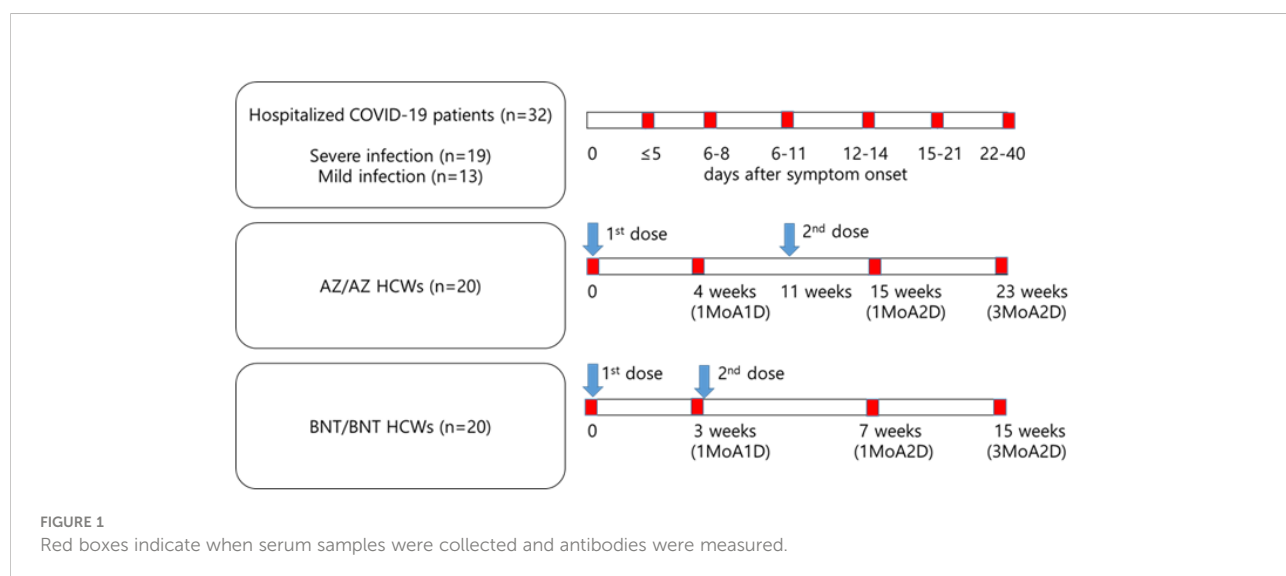 Hospitalized COVID-19 patients (n=32)
Severe infection (n=19)
Mild infection (n=13)
0 ≤5 6-8 6-11 12-14 15-21 22-40
days after symptom onset
AZ/AZ HCWs (n=20)
1st dose 2nd dose
0 4 weeks 11 weeks 15 weeks 23 weeks
(1MoA1D) (1MoA2D) (3MoA2D)
BNT/BNT HCWs (n=20)
1st dose 2nd dose
0 3 weeks 7 weeks 15 weeks
(1MoA1D) (1MoA2D) (3MoA2D)
FIGURE 1
Red boxes indicate when serum samples were collected and antibodies were measured.